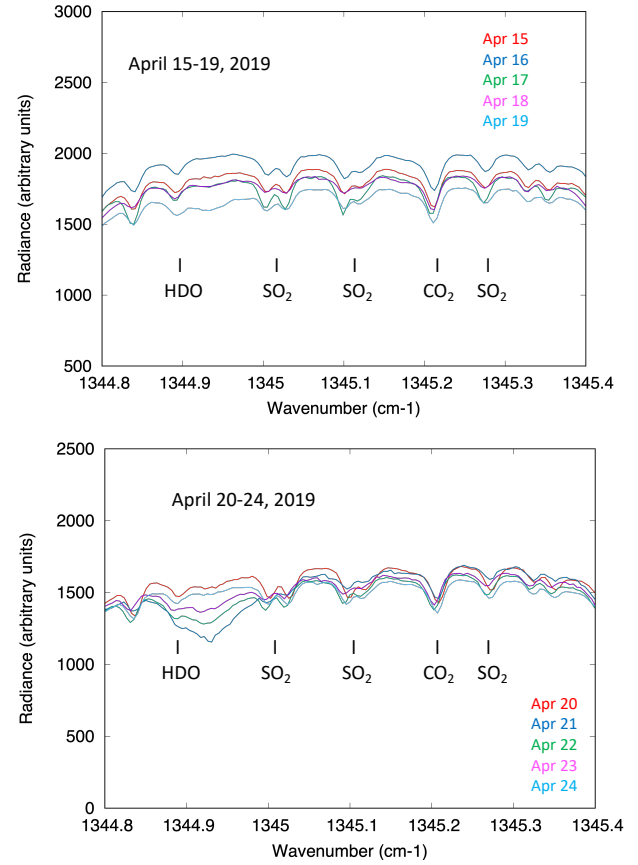 3000
April 15-19, 2019
Apr 15
Apr 16
Apr 17
Apr 18
Apr 19
2500
2000
1500
1000
500
Radiance (arbitrary units)
HDO
SO2
SO2
CO2
SO2
1344.8 1344.9 1345 1345.1 1345.2 1345.3 1345.4
Wavenumber (cm-1)
2500
April 20-24, 2019
2000
1500
1000
500
0
Radiance (arbitrary units)
HDO
SO2
SO2
CO2
SO2
Apr 20
Apr 21
Apr 22
Apr 23
Apr 24
1344.8 1344.9 1345 1345.1 1345.2 1345.3 1345.4
Wavenumber (cm-1)